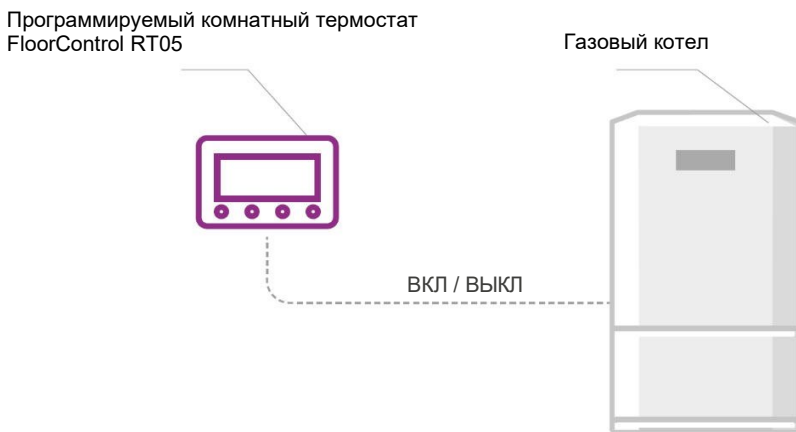 Программируемый комнатный термостат
FloorControl RT05
Газовый котел
ВКЛ / ВЫКЛ